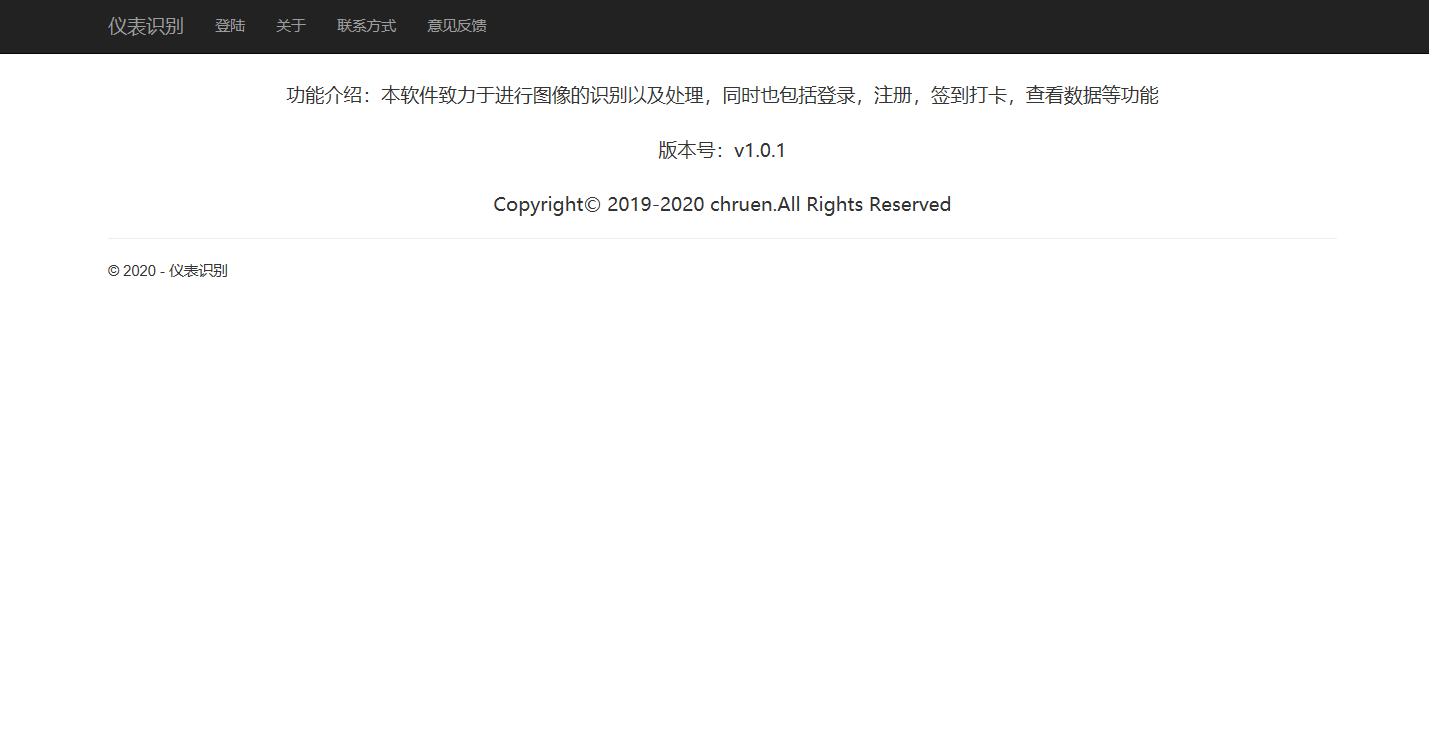 仪表识别 登陆 关于 联系方式 意见反馈
功能介绍：本软件致力于进行图像的识别以及处理，同时也包括登录，注册，签到打卡，查看数据等功能
版本号：v1.0.1
Copyright© 2019-2020 chruen.All Rights Reserved
© 2020 - 仪表识别